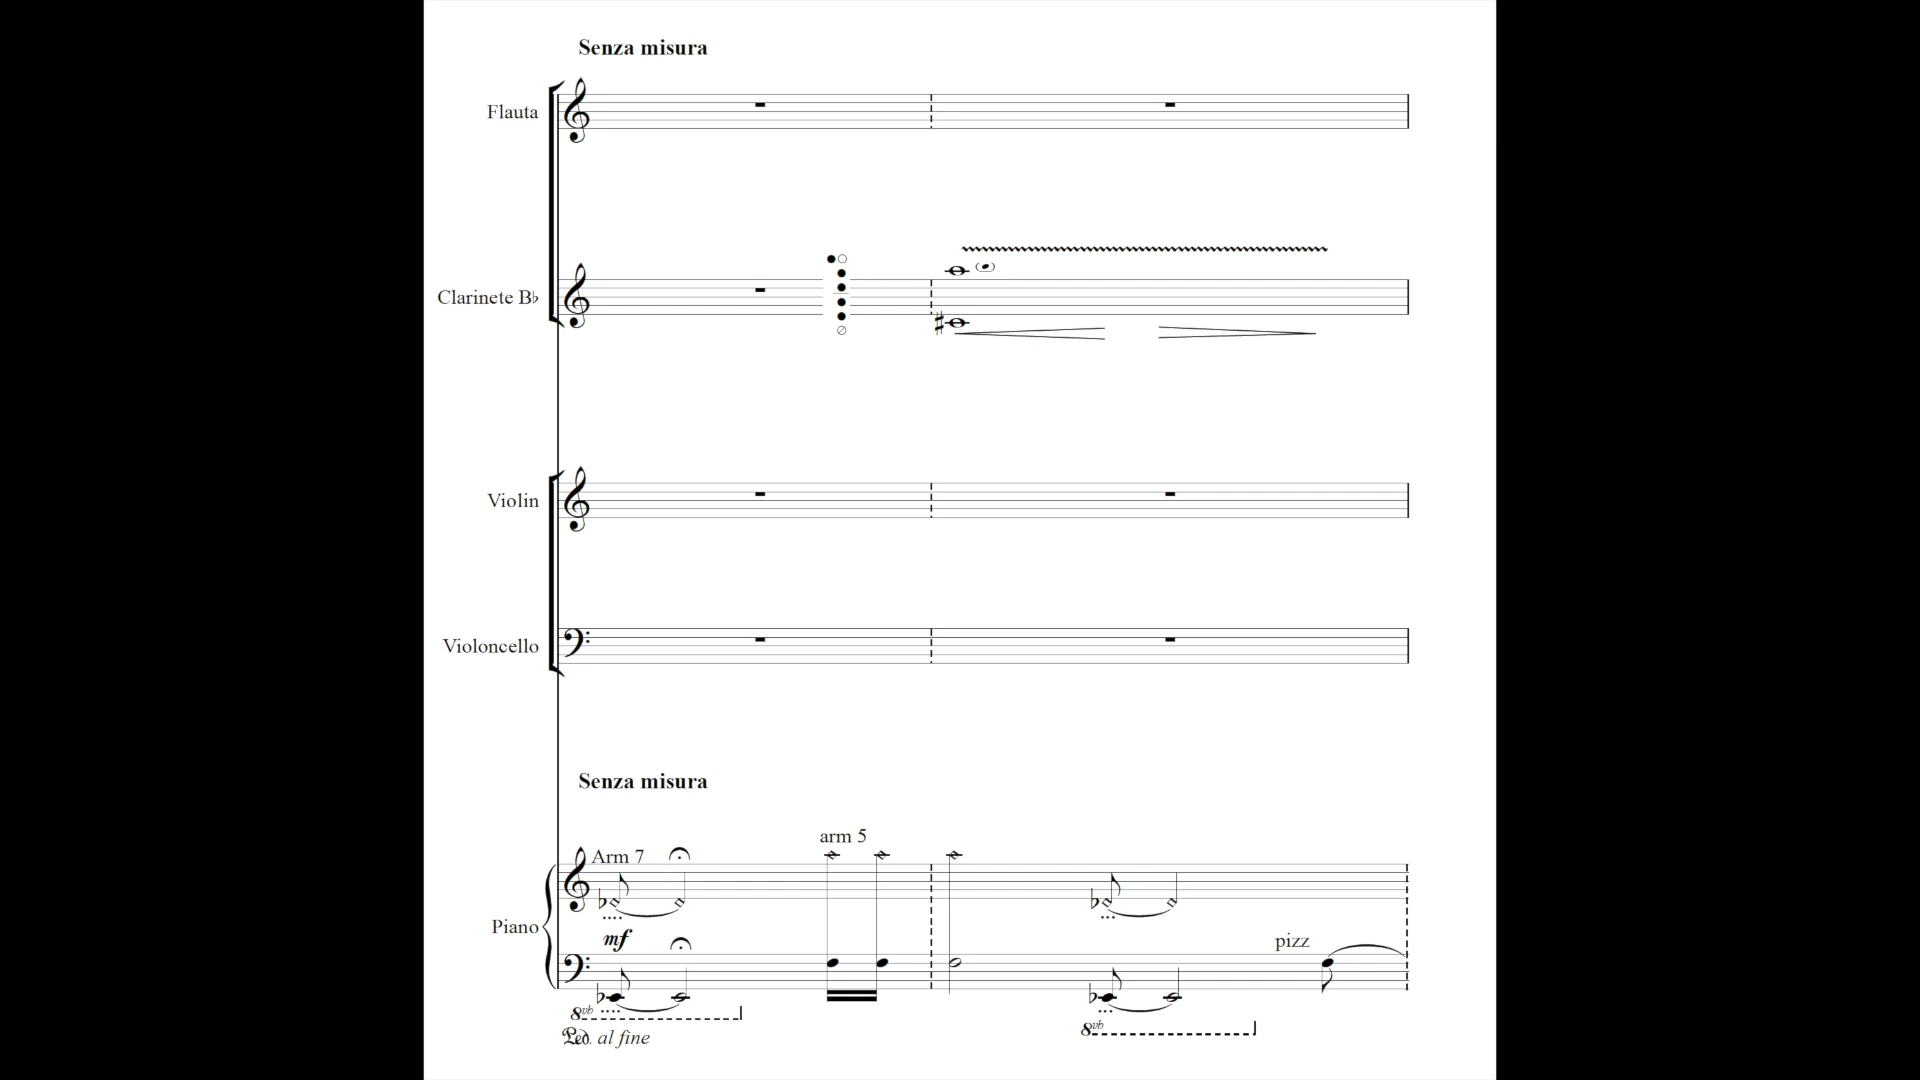 Senza misura
Flauta
Clarinete B♭
Violin
Violoncello
Senza misura
arm 5
Arm 7
Piano
mf
pizz
8vb
8vb
Ped. al fine